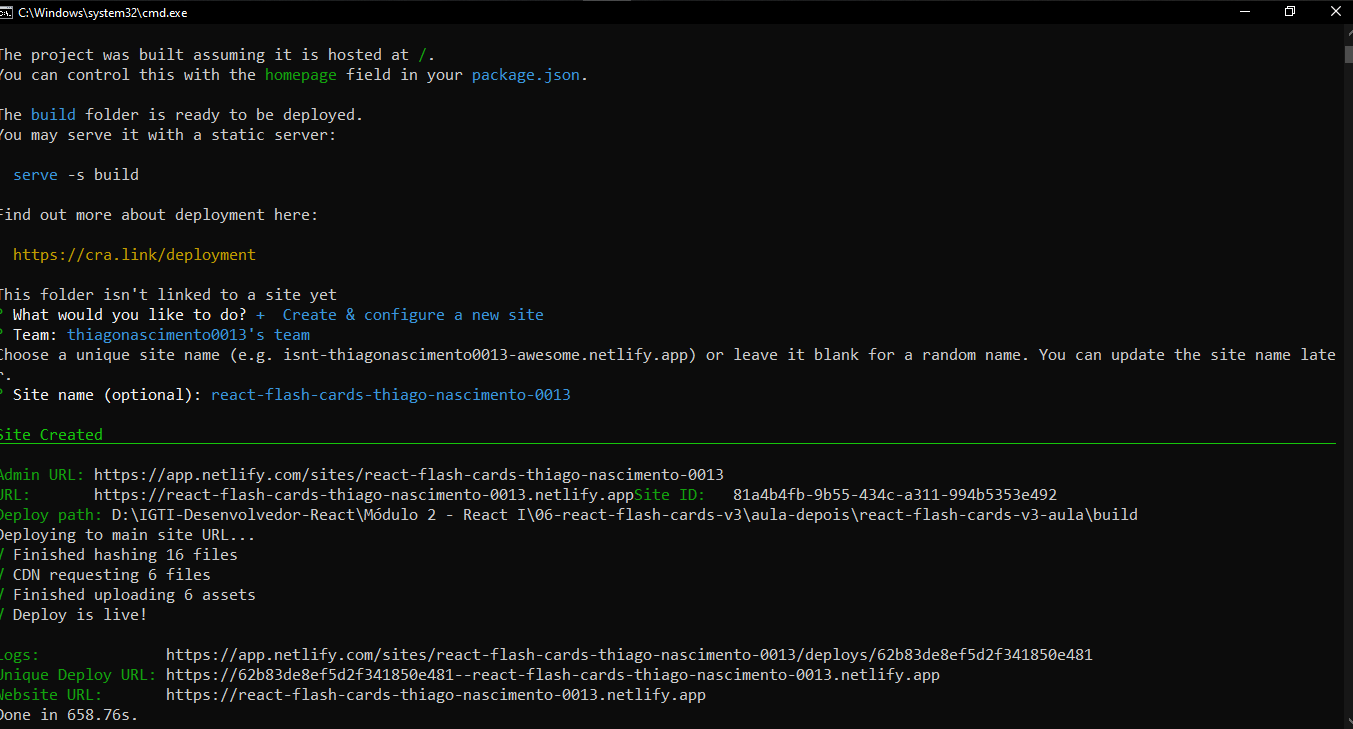 C:\Windows\system32\cmd.exe
The project was built assuming it is hosted at /.
You can control this with the homepage field in your package.json.
The build folder is ready to be deployed.
You may serve it with a static server:
serve -s build
Find out more about deployment here:
https://cra.link/deployment
This folder isn't linked to a site yet
? What would you like to do? +  Create & configure a new site
? Team: thiagonascimento0013's team
Choose a unique site name (e.g. isnt-thiagonascimento0013-awesome.netlify.app) or leave it blank for a random name. You can update the site name late
r.
? Site name (optional): react-flash-cards-thiago-nascimento-0013
Site Created
Admin URL: https://app.netlify.com/sites/react-flash-cards-thiago-nascimento-0013
URL:       https://react-flash-cards-thiago-nascimento-0013.netlify.appSite ID:   81a4b4fb-9b55-434c-a311-994b5353e492
Deploy path: D:\IGTI-Desenvolvedor-React\Módulo 2 - React I\06-react-flash-cards-v3\aula-depois\react-flash-cards-v3-aula\build
Deploying to main site URL...
√ Finished hashing 16 files
√ CDN requesting 6 files
√ Finished uploading 6 assets
√ Deploy is live!
Logs:              https://app.netlify.com/sites/react-flash-cards-thiago-nascimento-0013/deploys/62b83de8ef5d2f341850e481
Unique Deploy URL: https://62b83de8ef5d2f341850e481--react-flash-cards-thiago-nascimento-0013.netlify.app
Website URL:       https://react-flash-cards-thiago-nascimento-0013.netlify.app
Done in 658.76s.